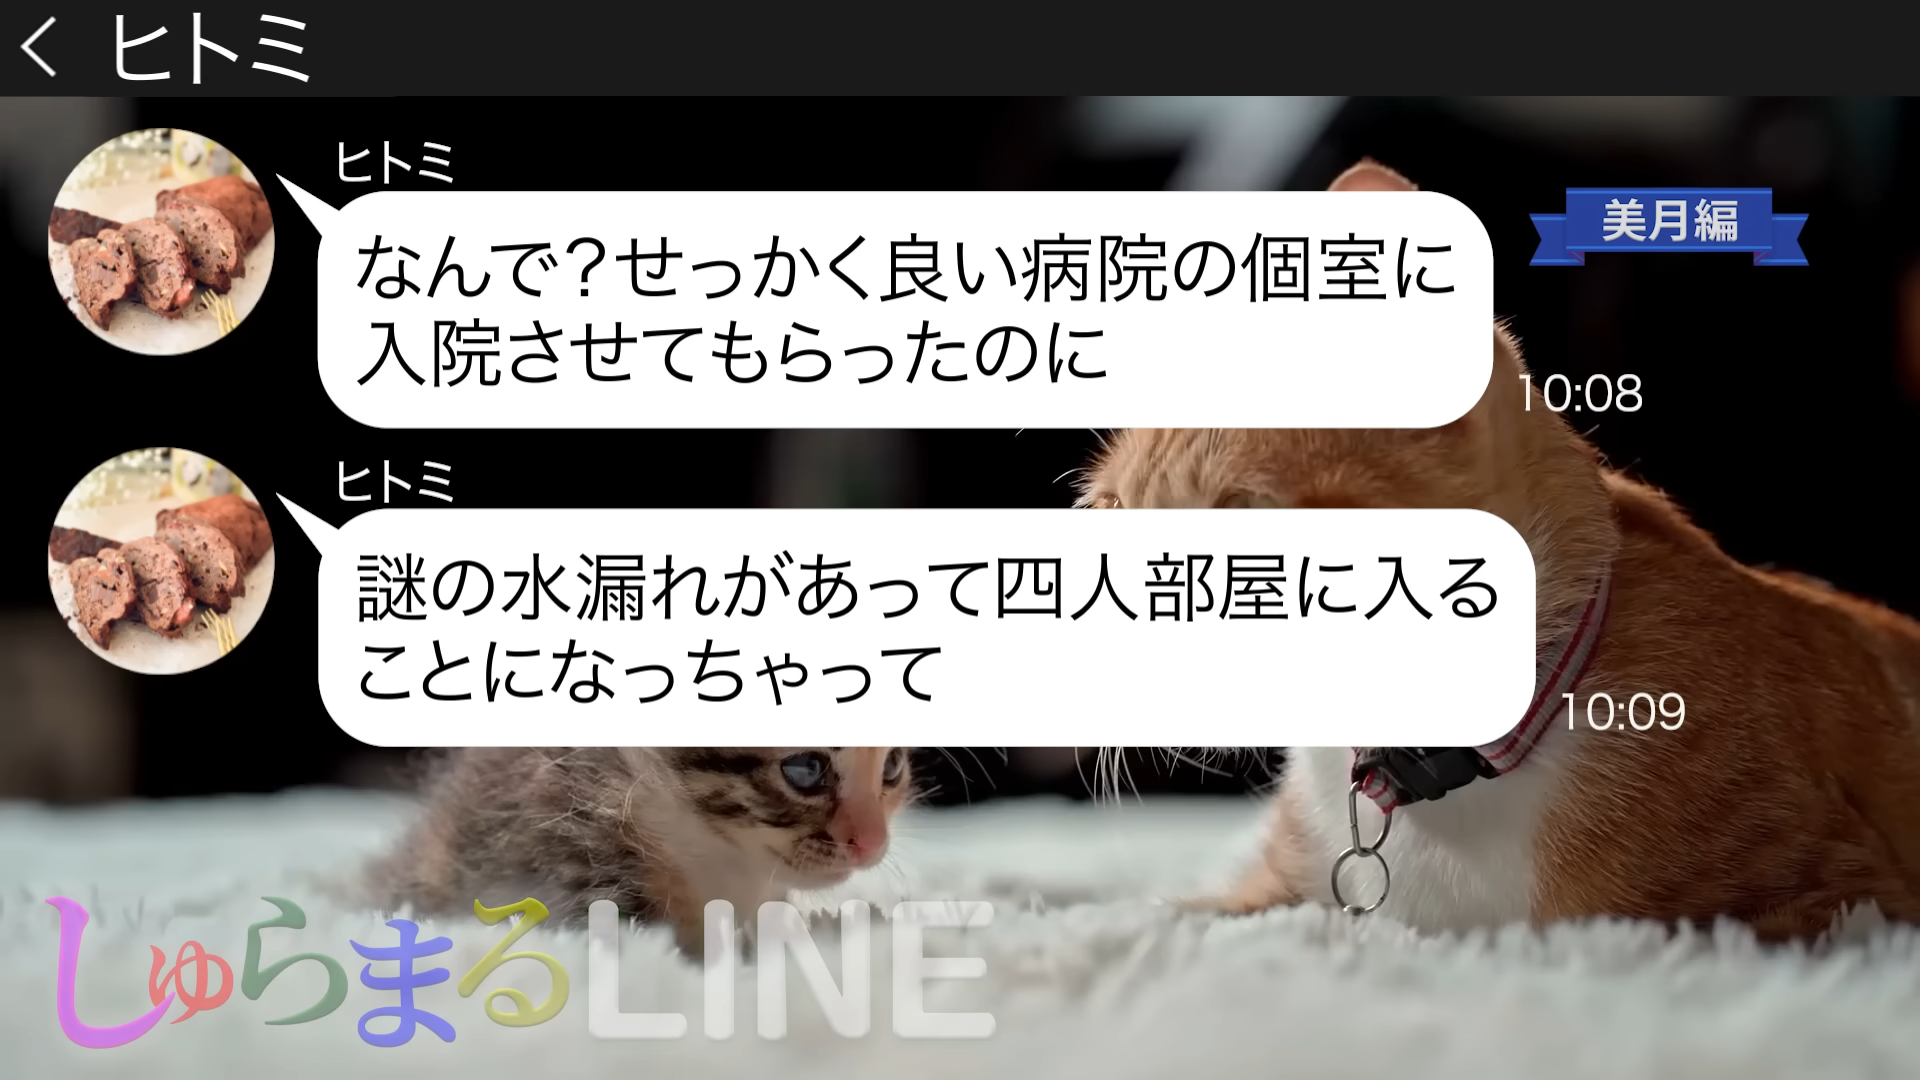 ヒトミ
ヒトミ
なんで？せっかく良い病院の個室に
入院させてもらったのに
10:08
美月編
ヒトミ
謎の水漏れがあって四人部屋に入る
ことになっちゃって
10:09
しゅらまるLINE